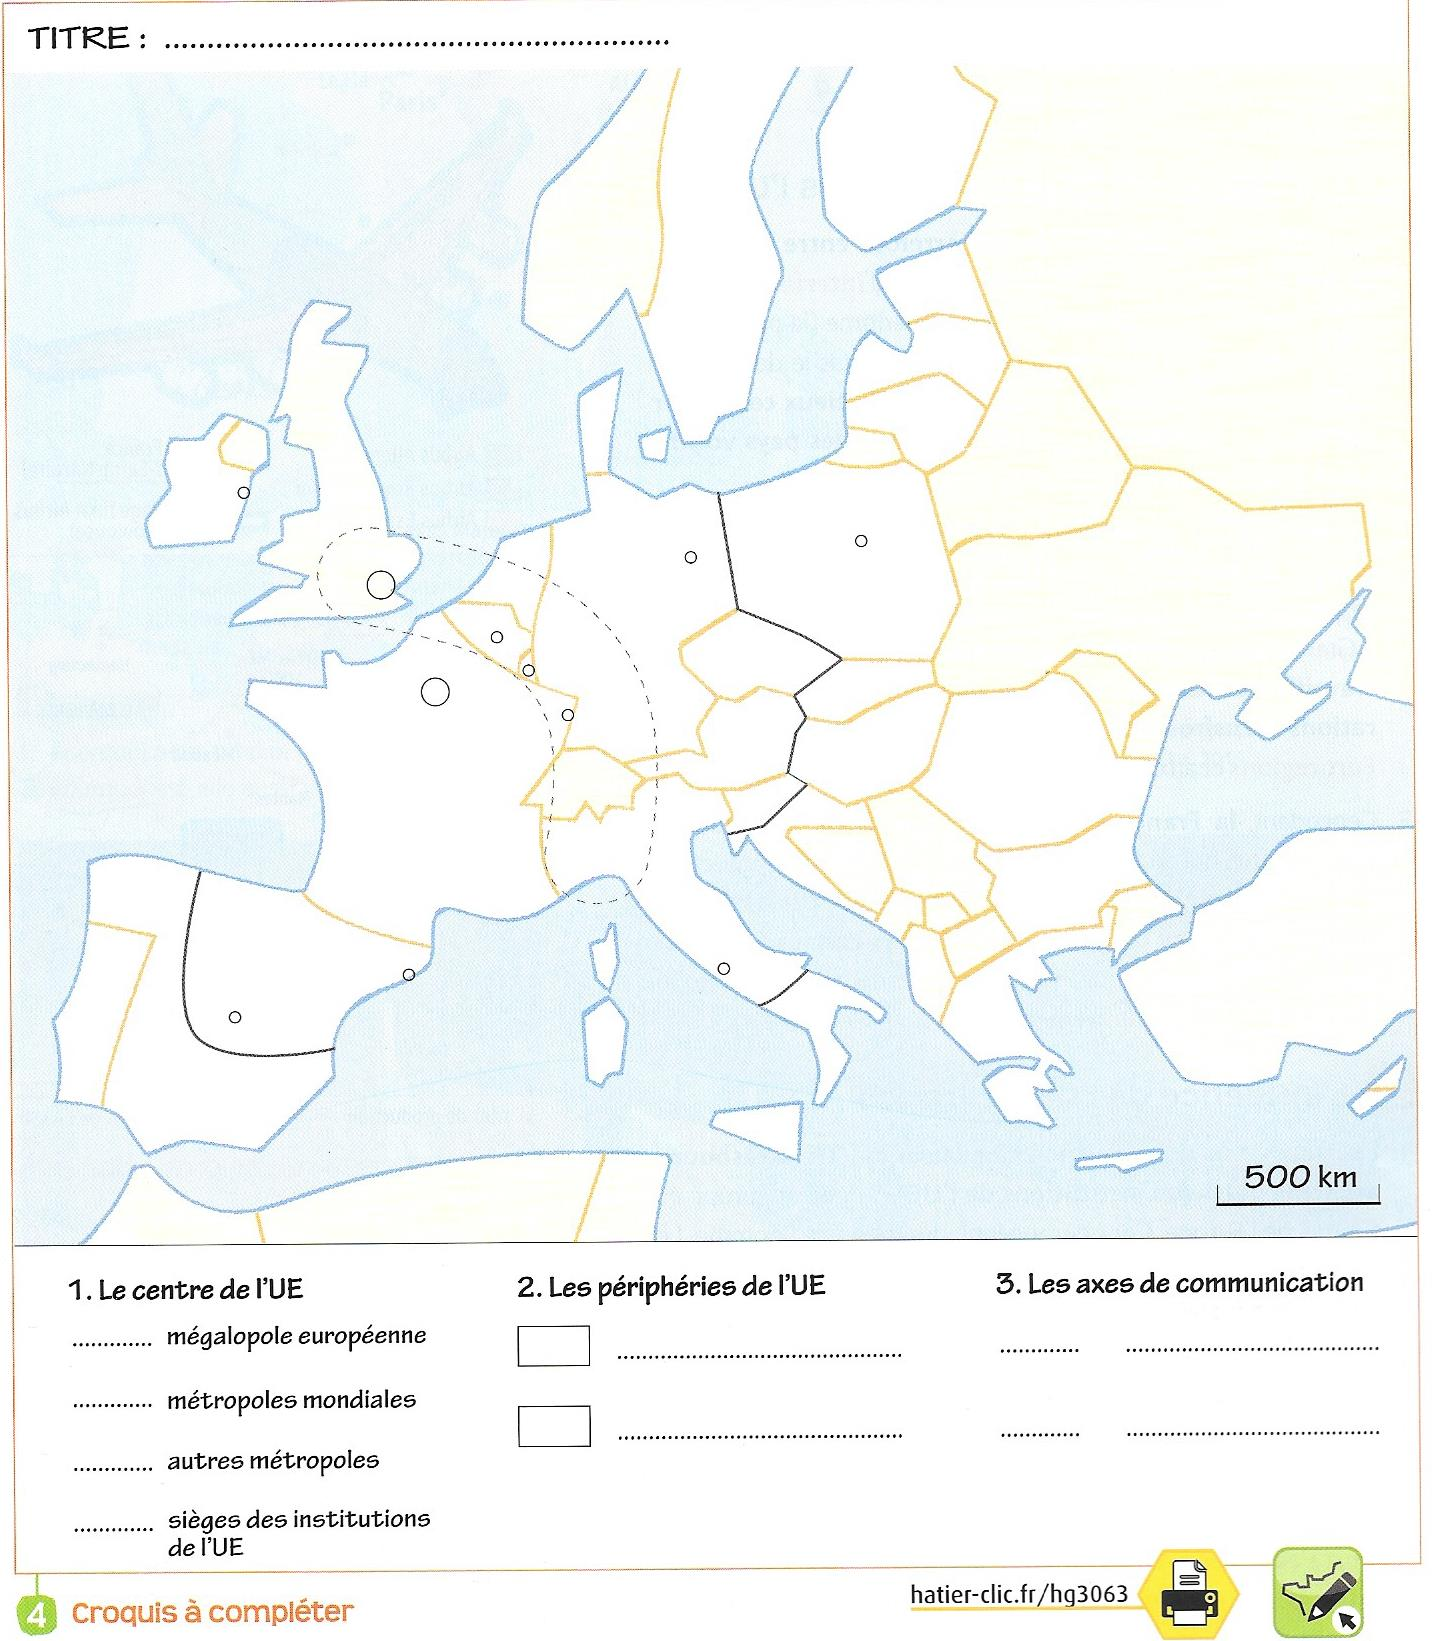 TITRE : ................................................
500 km
1. Le centre de l'UE
............ mégalopole européenne
............ métropoles mondiales
............ autres métropoles
............ sièges des institutions
de l'UE
2. Les périphéries de l'UE
..........................................
..........................................
3. Les axes de communication
............ .....................................
............ .....................................
4 Croquis à compléter
hatier-clic.fr/hg3063